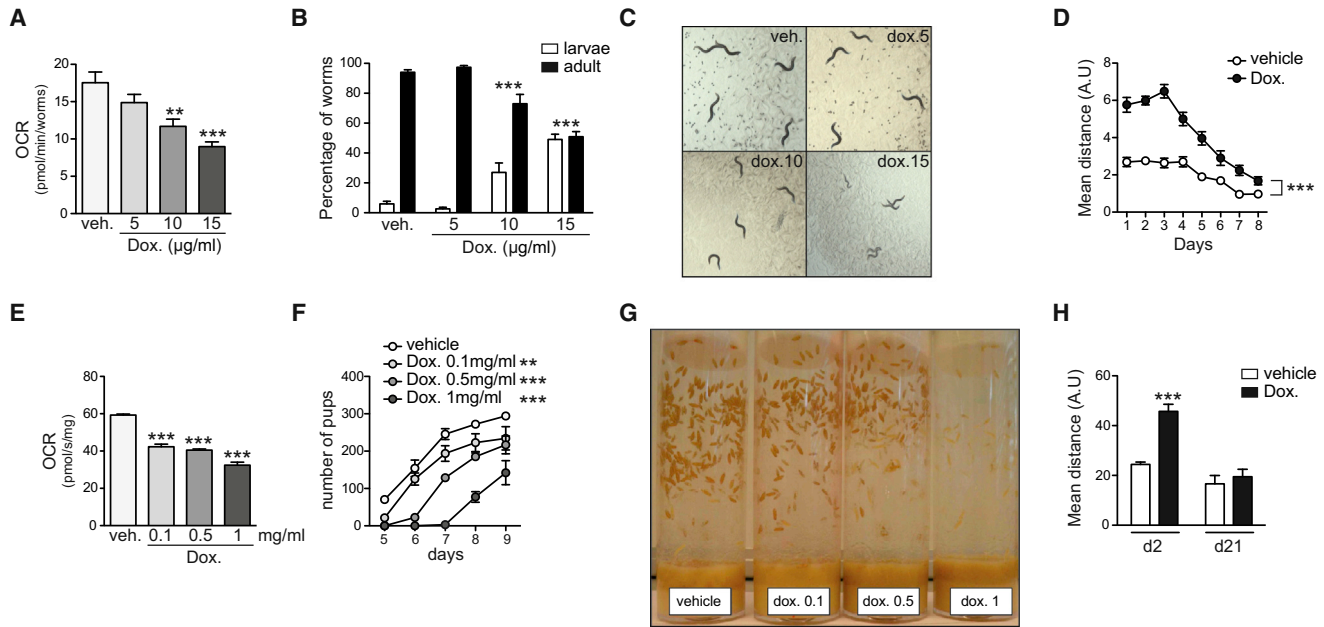 A
OCR
(pmol/min/worms)
20
15
10
5
0
**
***
veh.
5
10
15
Dox. (µg/ml)
B
larvae
adult
Percentage of worms
100
80
60
40
20
0
***
***
veh.
5
10
15
Dox. (µg/ml)
C
veh.
dox.5
dox.10
dox.15
D
vehicle
Dox.
Mean distance (A.U)
8
6
4
2
0
***
1 2 3 4 5 6 7 8
Days
E
OCR
(pmol/s/mg)
80
60
40
20
0
***
***
***
veh.
0.1
0.5
1
mg/ml
Dox.
F
vehicle
Dox. 0.1mg/ml **
Dox. 0.5mg/ml ***
Dox. 1mg/ml ***
number of pups
400
300
200
100
0
5 6 7 8 9
days
G
vehicle
dox. 0.1
dox. 0.5
dox. 1
H
vehicle
Dox.
Mean distance (A.U)
60
40
20
0
***
d2
d21